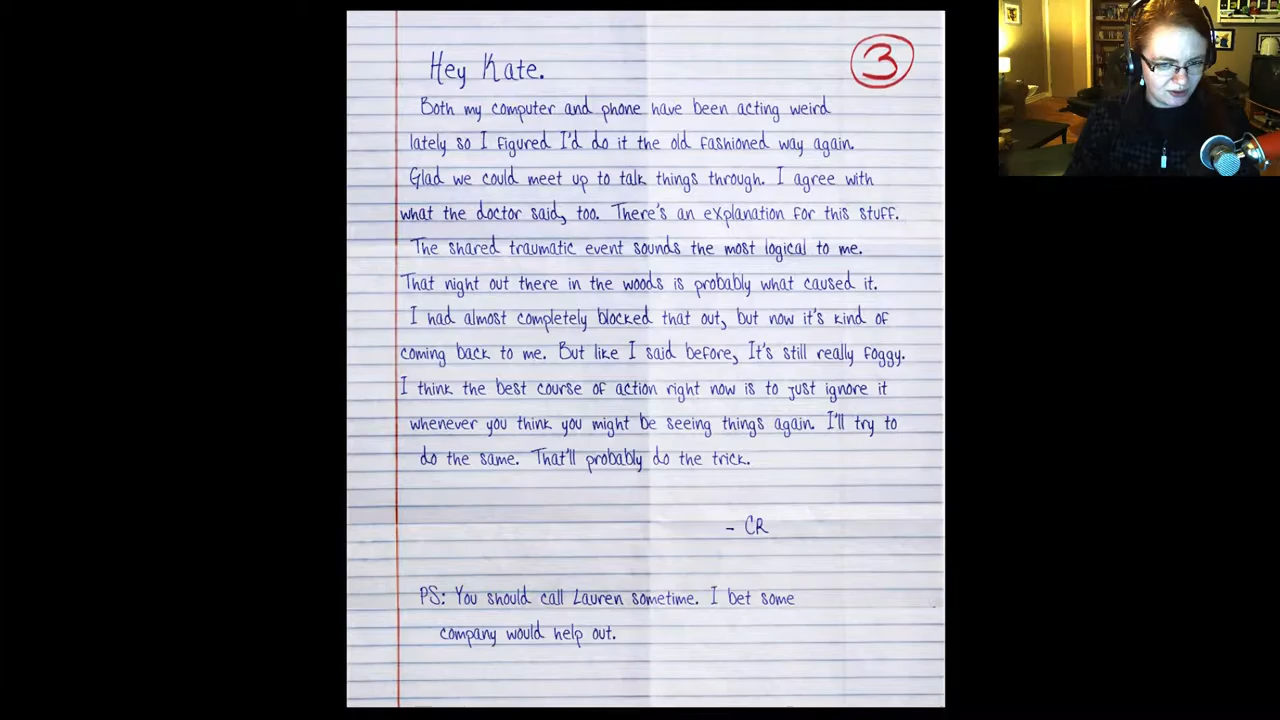 Hey Kate.
3
Both my computer and phone have been acting weird
lately so I figured I'd do it the old fashioned way again.
Glad we could meet up to talk things through. I agree with
what the doctor said, too. There's an explanation for this stuff.
The shared traumatic event sounds the most logical to me.
That night out there in the woods is probably what caused it.
I had almost completely blocked that out, but now it's kind of
coming back to me. But like I said before, It's still really foggy.
I think the best course of action right now is to just ignore it
whenever you think you might be seeing things again. I'll try to
do the same. That'll probably do the trick.
- CR
PS: You should call Lauren sometime. I bet some
company would help out.